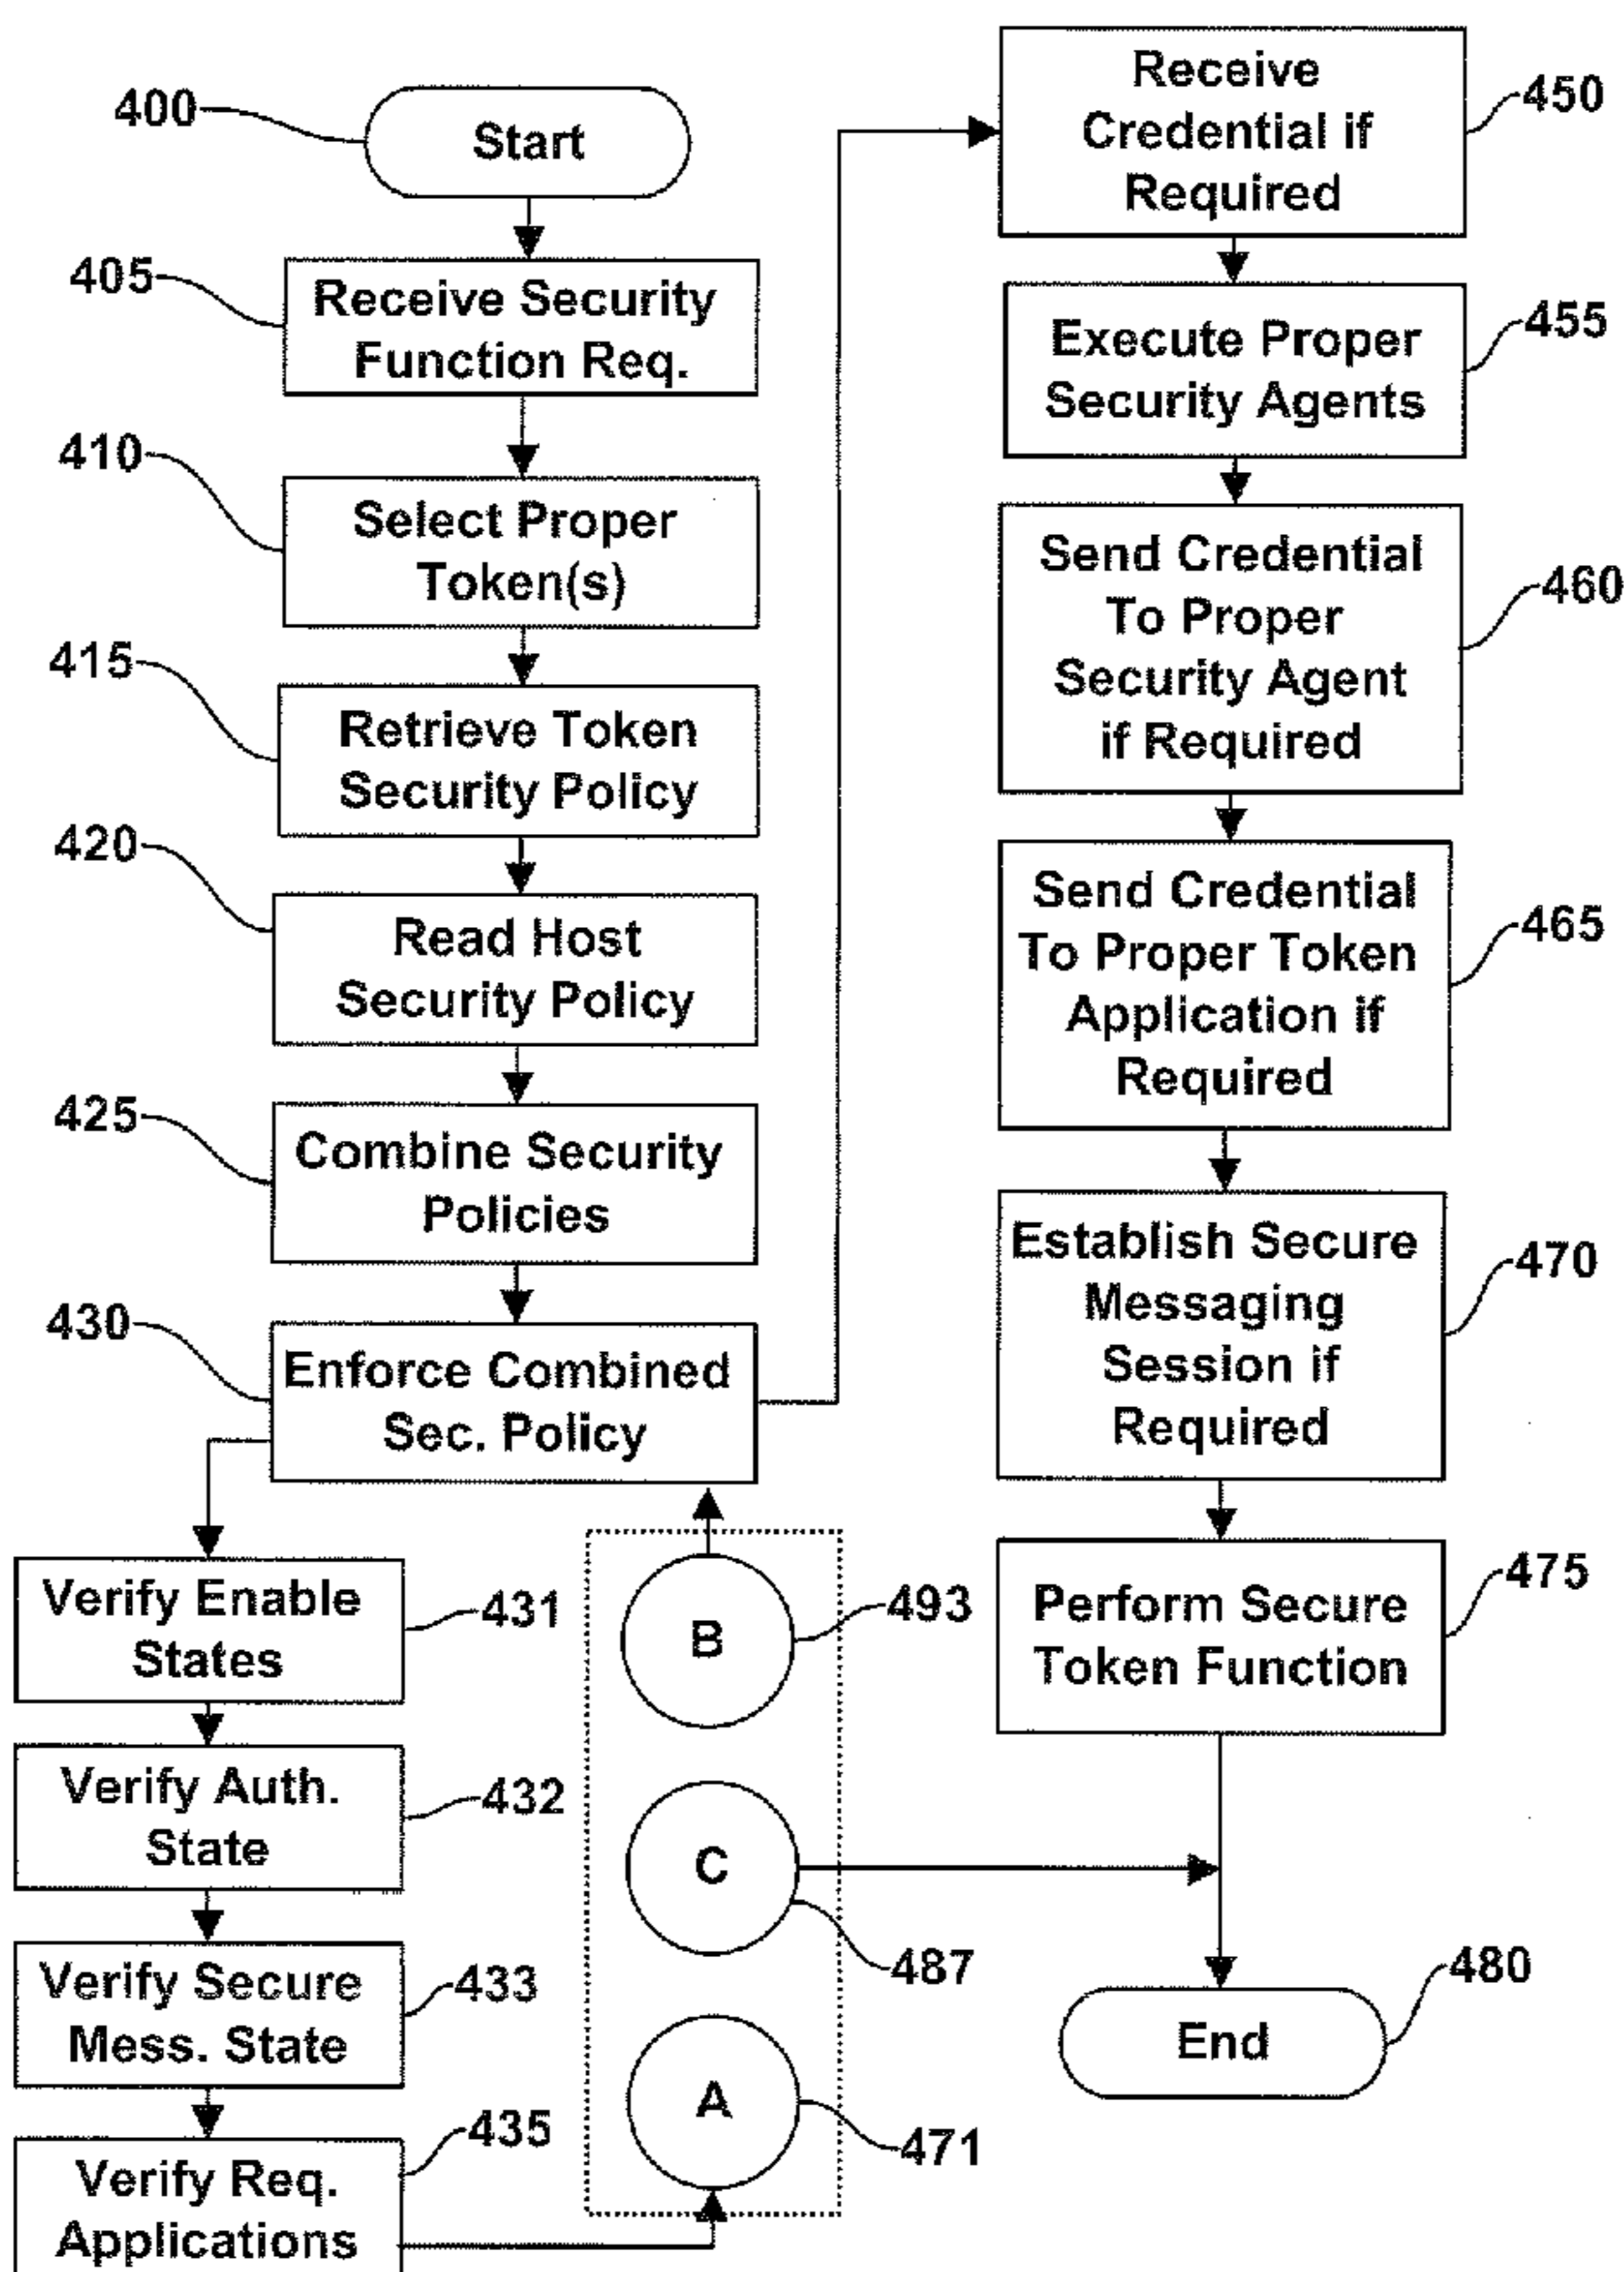 400
Start
405
Receive Security
Function Req.
410
Select Proper
Token(s)
415
Retrieve Token
Security Policy
420
Read Host
Security Policy
425
Combine Security
Policies
430
Enforce Combined
Sec. Policy
Verify Enable
States
431
Verify Auth.
State
432
Verify Secure
Mess. State
433
Verify Req.
Applications
435
B
493
C
487
A
471
Receive
Credential if
Required
450
Execute Proper
Security Agents
455
Send Credential
To Proper
Security Agent
if Required
460
Send Credential
To Proper Token
Application if
Required
465
Establish Secure
Messaging
Session if
Required
470
Perform Secure
Token Function
475
End
480